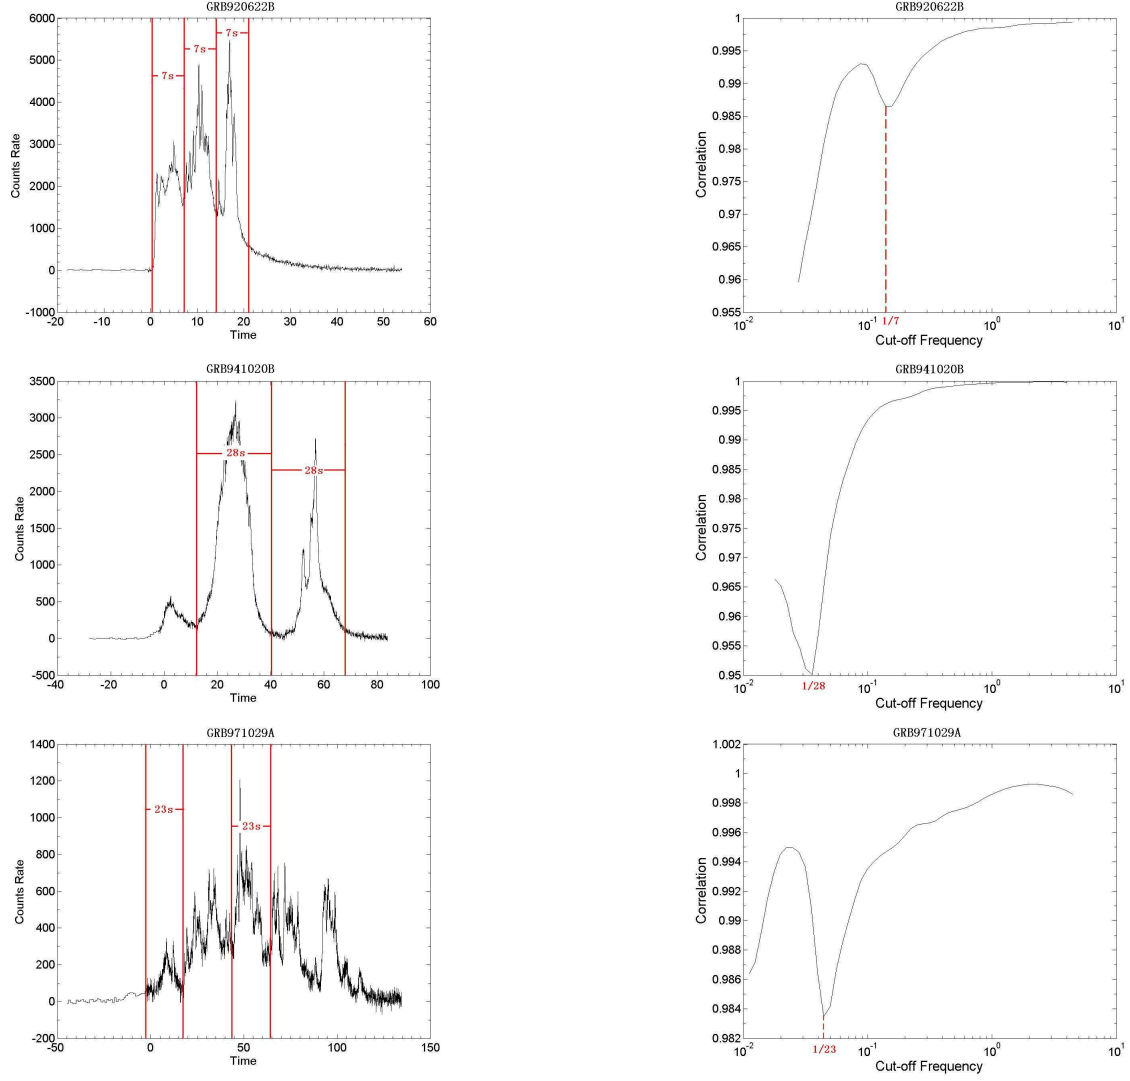 GRB920622B
6000
5000
4000
3000
2000
1000
0
-1000
-20 -10 0 10 20 30 40 50 60
Counts Rate
Time
7s
7s
7s
GRB920622B
1
0.995
0.99
0.985
0.98
0.975
0.97
0.965
0.96
0.955
10^-2 10^-1 10^0 10^1
1/7
Correlation
Cut-off Frequency
GRB941020B
3500
3000
2500
2000
1500
1000
500
0
-500
-40 -20 0 20 40 60 80 100
Counts Rate
Time
28s
28s
GRB941020B
1
0.995
0.99
0.985
0.98
0.975
0.97
0.965
0.96
0.955
0.95
10^-2 10^-1 10^0 10^1
1/28
Correlation
Cut-off Frequency
GRB971029A
1400
1200
1000
800
600
400
200
0
-200
-50 0 50 100 150
Counts Rate
Time
23s
23s
GRB971029A
1.002
1
0.998
0.996
0.994
0.992
0.99
0.988
0.986
0.984
0.982
10^-2 10^-1 10^0 10^1
1/23
Correlation
Cut-off Frequency